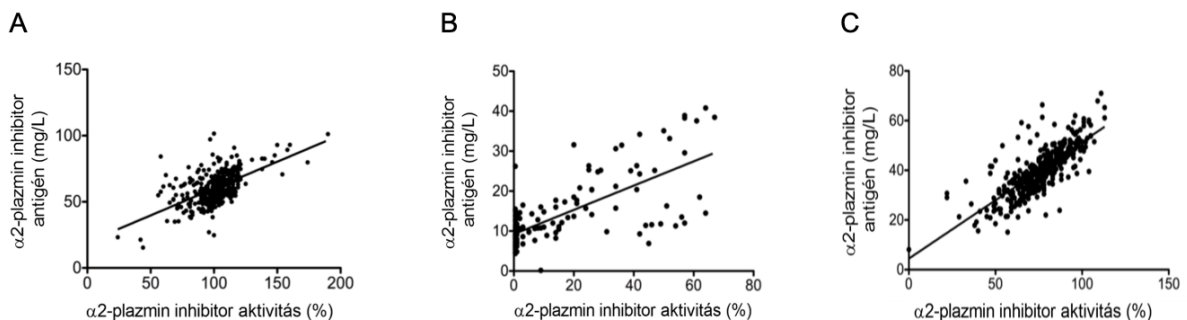 A
B
C
α2-plazmin inhibitor
antigén (mg/L)
150
100
50
0
0
50
100
150
200
α2-plazmin inhibitor aktivitás (%)
α2-plazmin inhibitor
antigén (mg/L)
50
40
30
20
10
0
0
20
40
60
80
α2-plazmin inhibitor aktivitás (%)
α2-plazmin inhibitor
antigén (mg/L)
80
60
40
20
0
0
50
100
150
α2-plazmin inhibitor aktivitás (%)